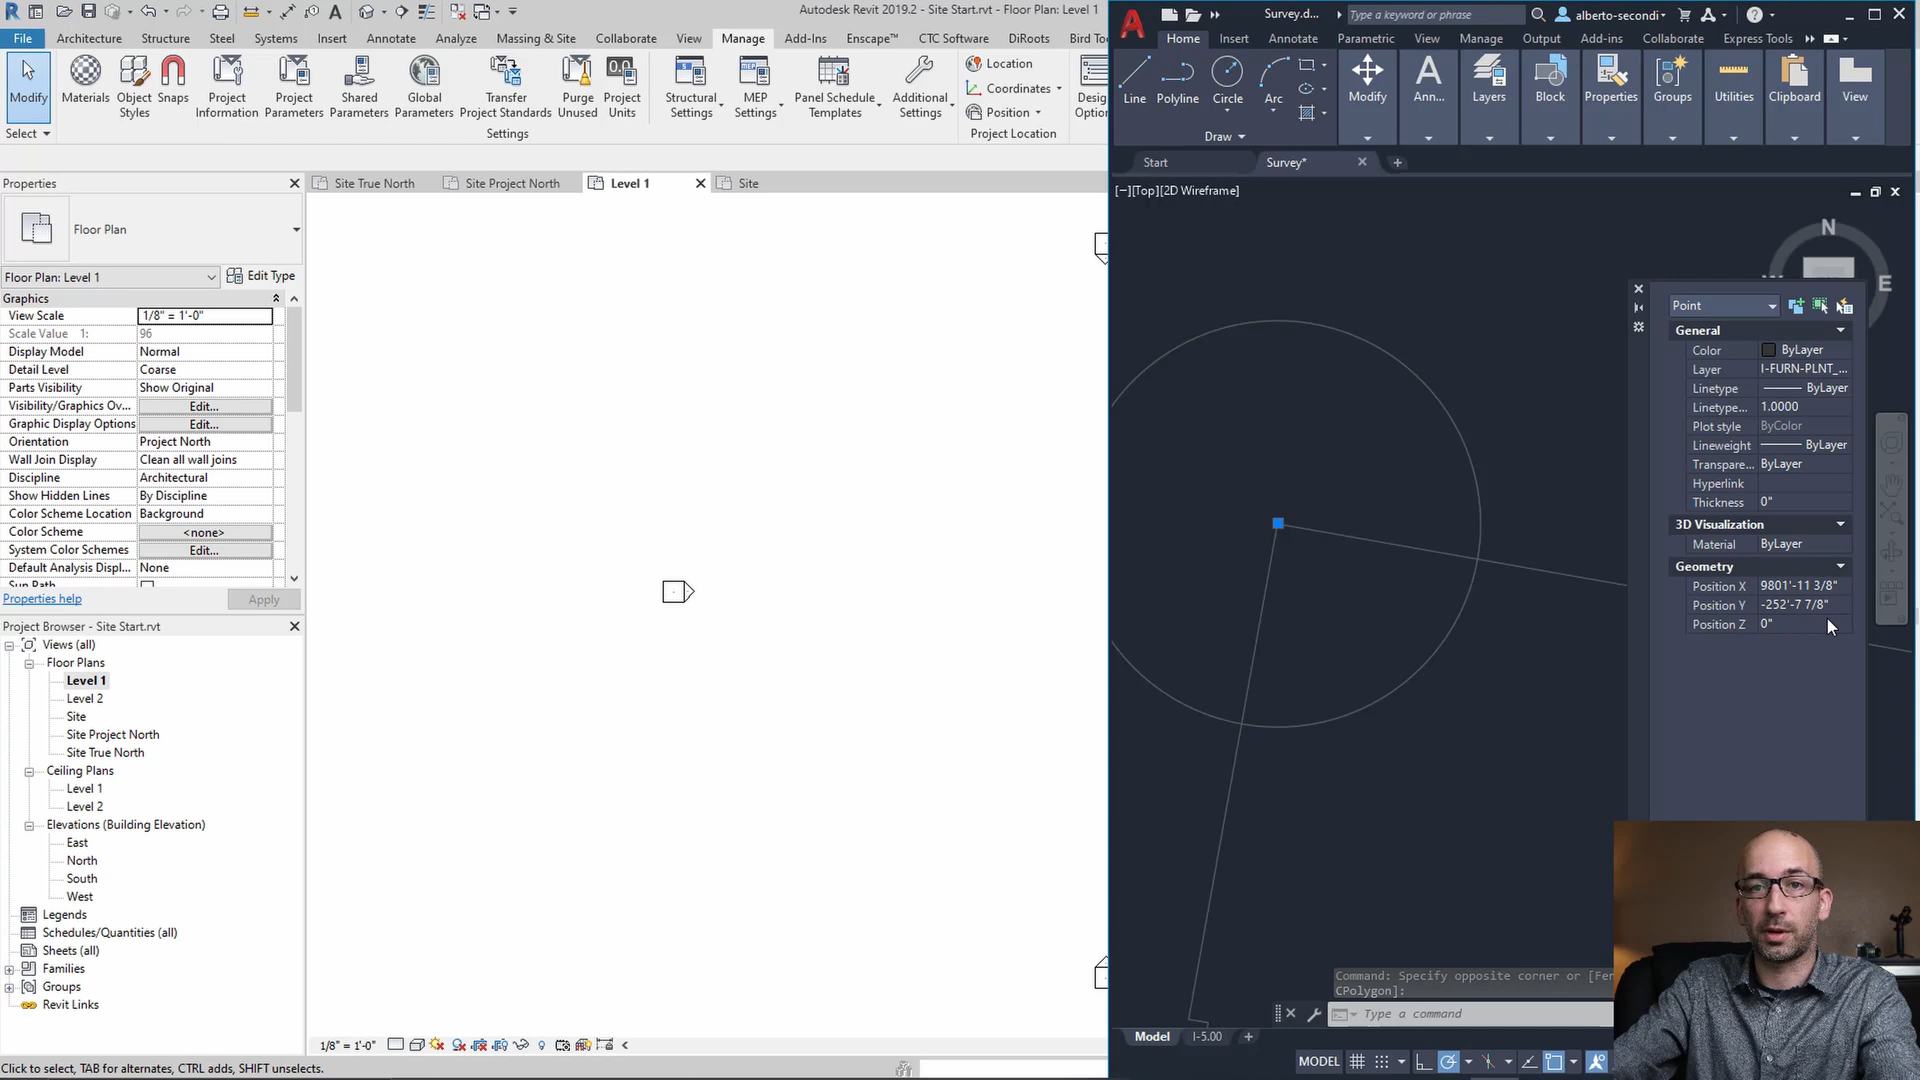 Autodesk Revit 2019.2 - Site Start.rvt - Floor Plan: Level 1
File Architecture Structure Steel Systems Insert Annotate Analyze Massing & Site Collaborate View Manage Add-Ins Enscape™ CTC Software DiRoots Bird To
Modify
Materials
Object Styles
Snaps
Project Information
Project Parameters
Shared Parameters
Global Parameters
Transfer Project Standards
Purge Unused
Project Units
Structural Settings
MEP Settings
Panel Schedule Templates
Additional Settings
Location
Coordinates
Position
Desig
Optio
Select
Settings
Project Location
Properties
Site True North
Site Project North
Level 1
Site
Floor Plan
Floor Plan: Level 1
Edit Type
Graphics
View Scale 1/8" = 1'-0"
Scale Value 1: 96
Display Model Normal
Detail Level Coarse
Parts Visibility Show Original
Visibility/Graphics Ov... Edit...
Graphic Display Options Edit...
Orientation Project North
Wall Join Display Clean all wall joins
Discipline Architectural
Show Hidden Lines By Discipline
Color Scheme Location Background
Color Scheme <none>
System Color Schemes Edit...
Default Analysis Displ... None
Sun Path
Properties help
Apply
Project Browser - Site Start.rvt
Views (all)
Floor Plans
Level 1
Level 2
Site
Site Project North
Site True North
Ceiling Plans
Level 1
Level 2
Elevations (Building Elevation)
East
North
South
West
Legends
Schedules/Quantities (all)
Sheets (all)
Families
Groups
Revit Links
1/8" = 1'-0"
Click to select, TAB for alternates, CTRL adds, SHIFT unselects.
Survey.d...
Type a keyword or phrase
alberto-secondi
Home Insert Annotate Parametric View Manage Output Add-ins Collaborate Express Tools
Line
Polyline
Circle
Arc
Modify
Ann...
Layers
Block
Properties
Groups
Utilities
Clipboard
View
Draw
Start
Survey*
[−][Top][2D Wireframe]
N
E
Point
General
Color ByLayer
Layer I-FURN-PLNT_...
Linetype ByLayer
Linetype... 1.0000
Plot style ByColor
Lineweight ByLayer
Transpare... ByLayer
Hyperlink
Thickness 0"
3D Visualization
Material ByLayer
Geometry
Position X 9801'-11 3/8"
Position Y -252'-7 7/8"
Position Z 0"
Command: Specify opposite corner or [Fen
CPolygon]:
Type a command
Model
I-5.00
MODEL